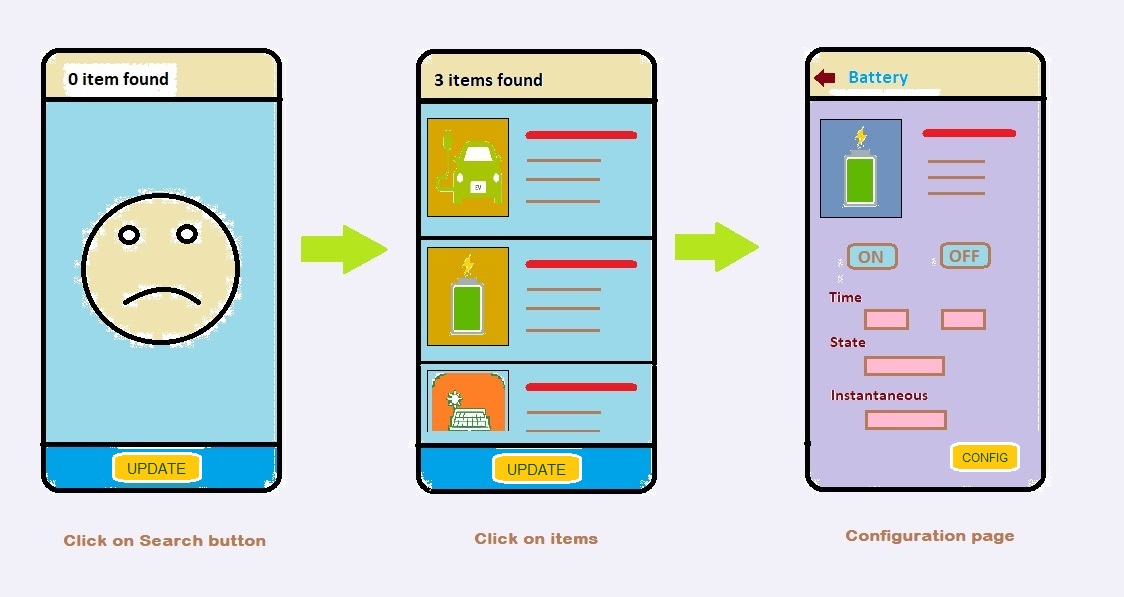 0 item found
UPDATE
Click on Search button
3 items found
EV
UPDATE
Click on items
Battery
ON OFF
Time
State
Instantaneous
CONFIG
Configuration page